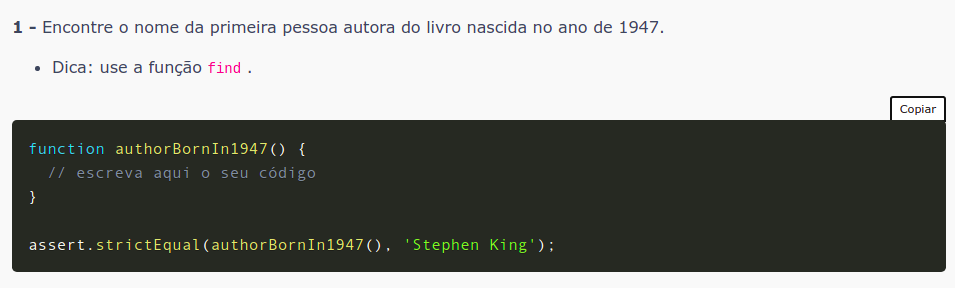 1 - Encontre o nome da primeira pessoa autora do livro nascida no ano de 1947.
• Dica: use a função find .
Copiar
function authorBornIn1947() {
  // escreva aqui o seu código
}
assert.strictEqual(authorBornIn1947(), 'Stephen King');